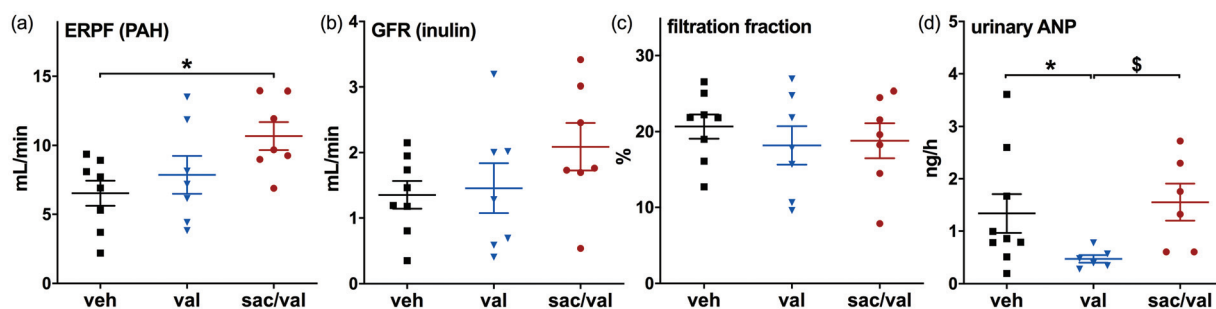 (a) ERPF (PAH)
*
mL/min
15
10
5
0
veh val sac/val
(b) GFR (inulin)
mL/min
4
3
2
1
0
veh val sac/val
(c) filtration fraction
%
30
20
10
0
veh val sac/val
(d) urinary ANP
* $
ng/h
5
4
3
2
1
0
veh val sac/val